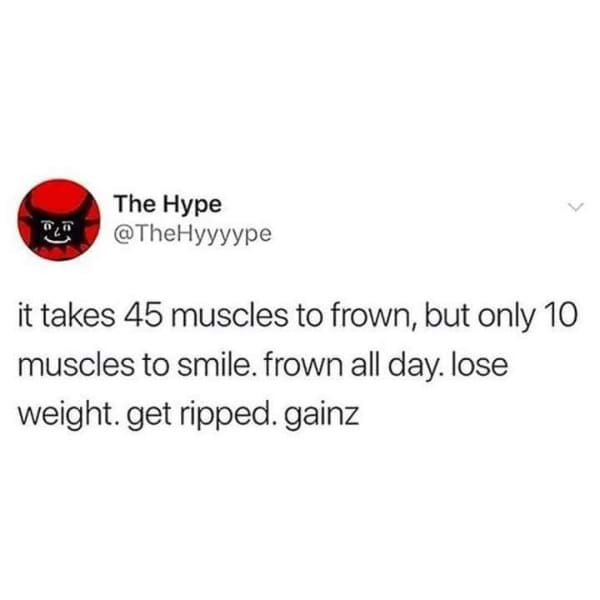 The Hype
@TheHyyyype
it takes 45 muscles to frown, but only 10
muscles to smile. frown all day. lose
weight. get ripped. gainz